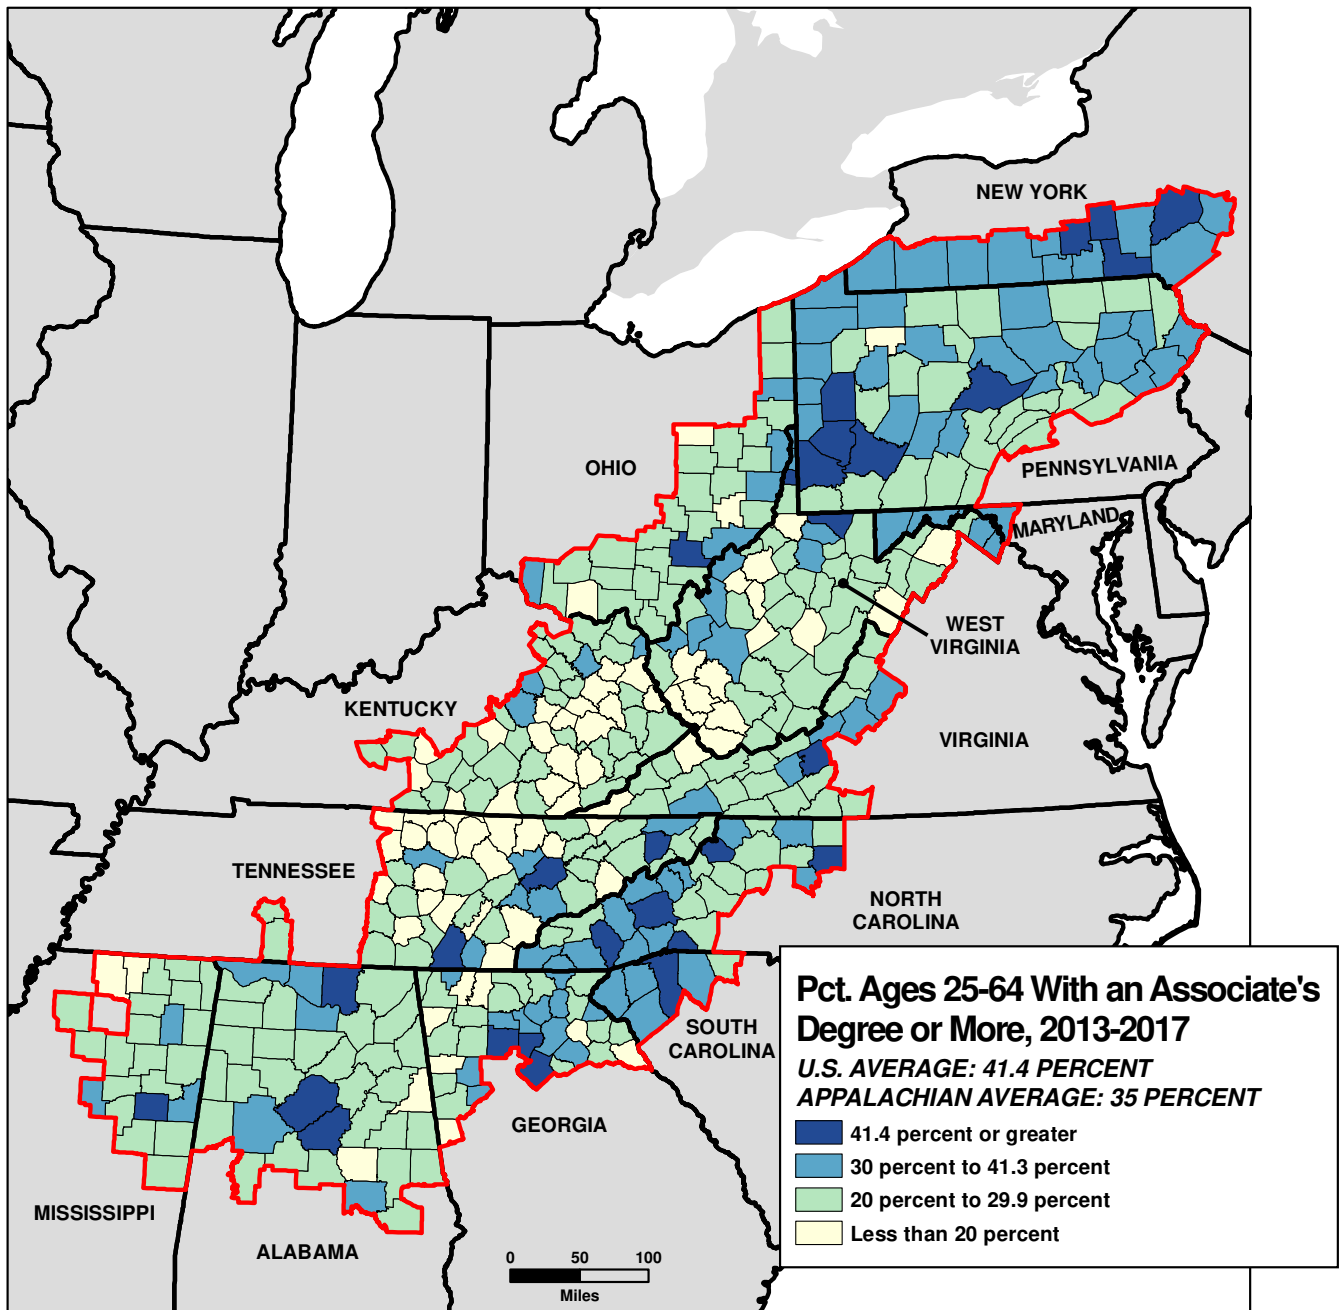 NEW YORK
OHIO
PENNSYLVANIA
MARYLAND
WEST
VIRGINIA
KENTUCKY
VIRGINIA
TENNESSEE
NORTH
CAROLINA
SOUTH
CAROLINA
GEORGIA
MISSISSIPPI
ALABAMA
0 50 100
Miles
Pct. Ages 25-64 With an Associate's
Degree or More, 2013-2017
U.S. AVERAGE: 41.4 PERCENT
APPALACHIAN AVERAGE: 35 PERCENT
41.4 percent or greater
30 percent to 41.3 percent
20 percent to 29.9 percent
Less than 20 percent